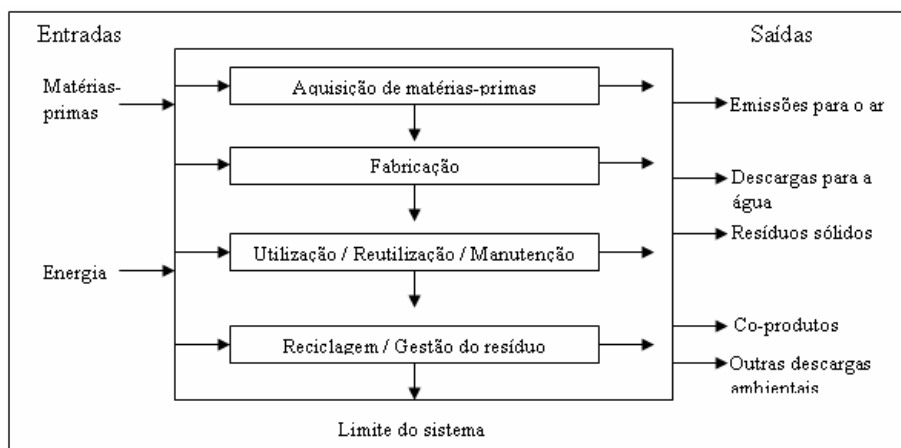 Entradas
Saídas
Matérias-
primas
Aquisição de matérias-primas
Emissões para o ar
Fabricação
Descargas para a
água
Resíduos sólidos
Utilização / Reutilização / Manutenção
Energia
Co-produtos
Reciclagem / Gestão do resíduo
Outras descargas
ambientais
Limite do sistema